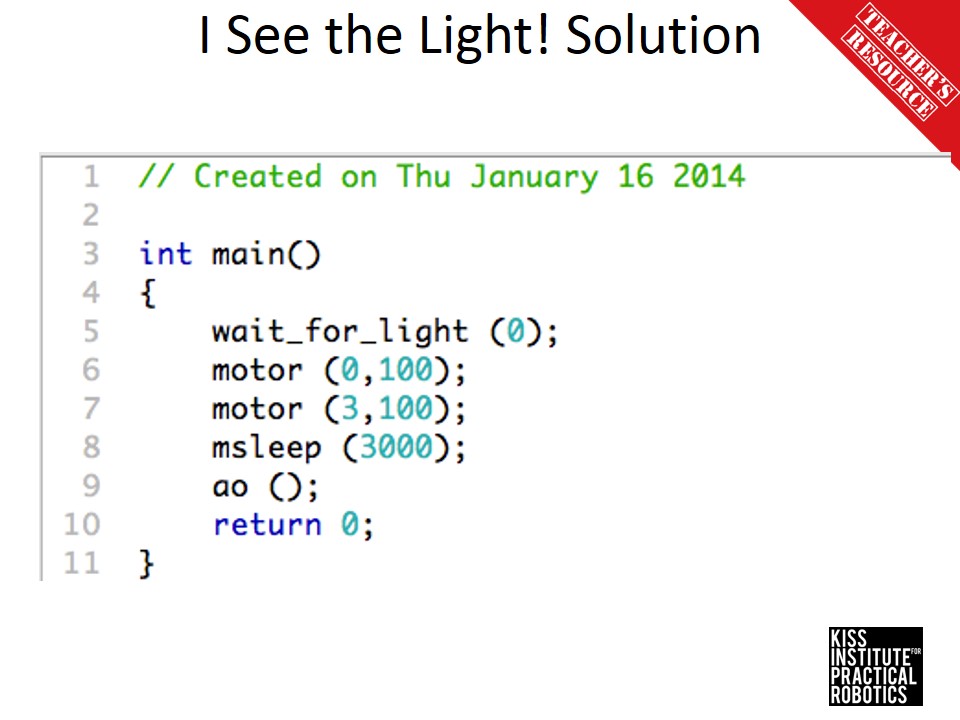 I See the Light! Solution
TEACHER'S
RESOURCE
1 // Created on Thu January 16 2014
2
3 int main()
4 {
5 wait_for_light (0);
6 motor (0,100);
7 motor (3,100);
8 msleep (3000);
9 ao ();
10 return 0;
11 }
KISS
INSTITUTE FOR
PRACTICAL
ROBOTICS